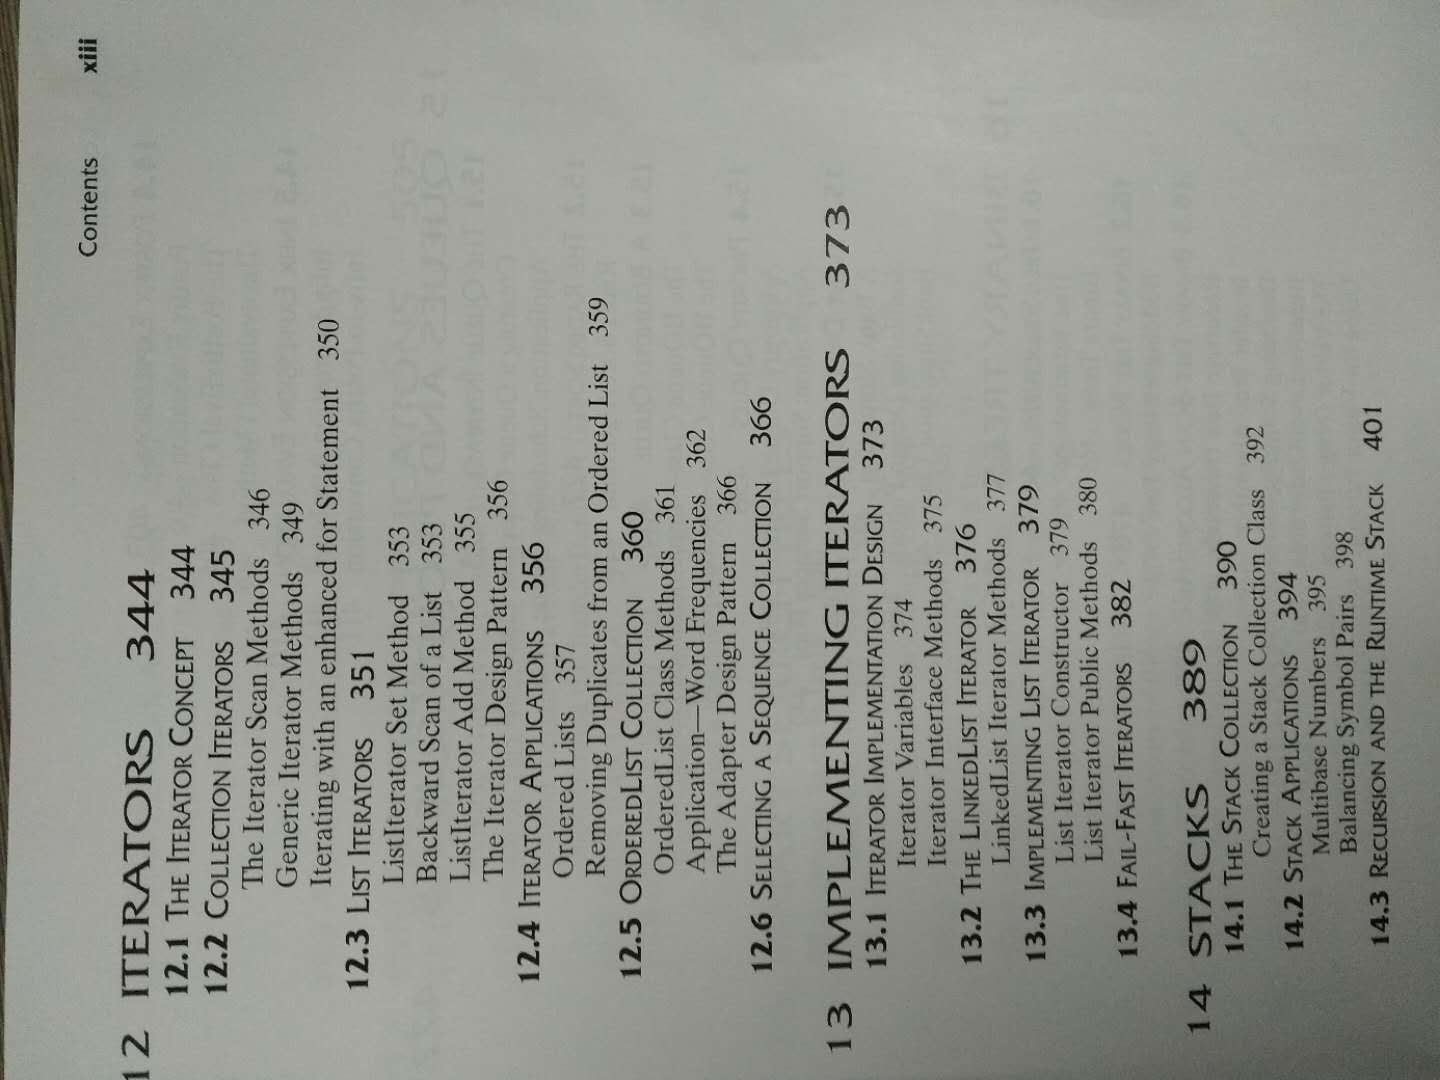 Contents xiii
12 ITERATORS 344
12.1 THE ITERATOR CONCEPT 344
12.2 COLLECTION ITERATORS 345
The Iterator Scan Methods 346
Generic Iterator Methods 349
Iterating with an enhanced for Statement 350
12.3 LIST ITERATORS 351
ListIterator Set Method 353
Backward Scan of a List 353
ListIterator Add Method 355
The Iterator Design Pattern 356
12.4 ITERATOR APPLICATIONS 356
Ordered Lists 357
Removing Duplicates from an Ordered List 359
12.5 ORDEREDLIST COLLECTION 360
OrderedList Class Methods 361
Application—Word Frequencies 362
The Adapter Design Pattern 366
12.6 SELECTING A SEQUENCE COLLECTION 366
13 IMPLEMENTING ITERATORS 373
13.1 ITERATOR IMPLEMENTATION DESIGN 373
Iterator Variables 374
Iterator Interface Methods 375
13.2 THE LINKEDLIST ITERATOR 376
LinkedList Iterator Methods 377
13.3 IMPLEMENTING LIST ITERATOR 379
List Iterator Constructor 379
List Iterator Public Methods 380
13.4 FAIL-FAST ITERATORS 382
14 STACKS 389
14.1 THE STACK COLLECTION 390
Creating a Stack Collection Class 392
14.2 STACK APPLICATIONS 394
Multibase Numbers 395
Balancing Symbol Pairs 398
14.3 RECURSION AND THE RUNTIME STACK 401